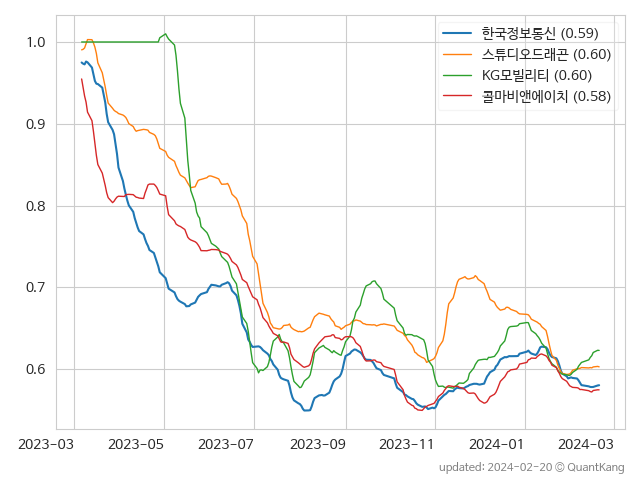 한국정보통신 (0.59)
스튜디오드래곤 (0.60)
KG모빌리티 (0.60)
콜마비앤에이치 (0.58)
1.0
0.9
0.8
0.7
0.6
2023-03 2023-05 2023-07 2023-09 2023-11 2024-01 2024-03
updated: 2024-02-20 © QuantKang